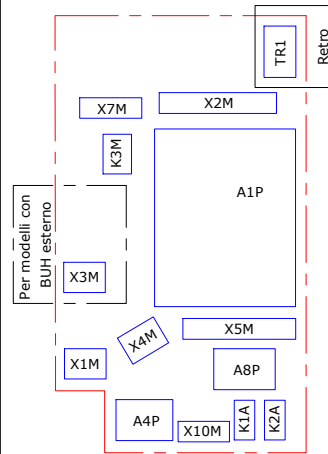 TR1
Retro
X7M
X2M
K3M
A1P
Per modelli con
BUH esterno
X3M
X4M
X5M
X1M
A8P
A4P
X10M
K1A
K2A